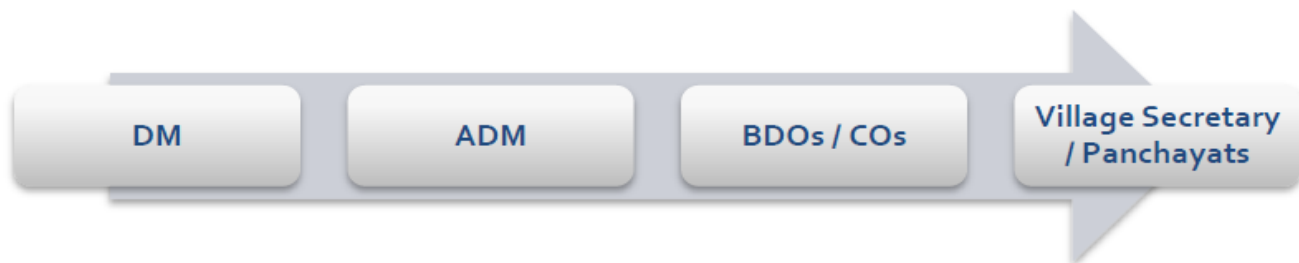 DM
ADM
BDOs / COs
Village Secretary
/ Panchayats